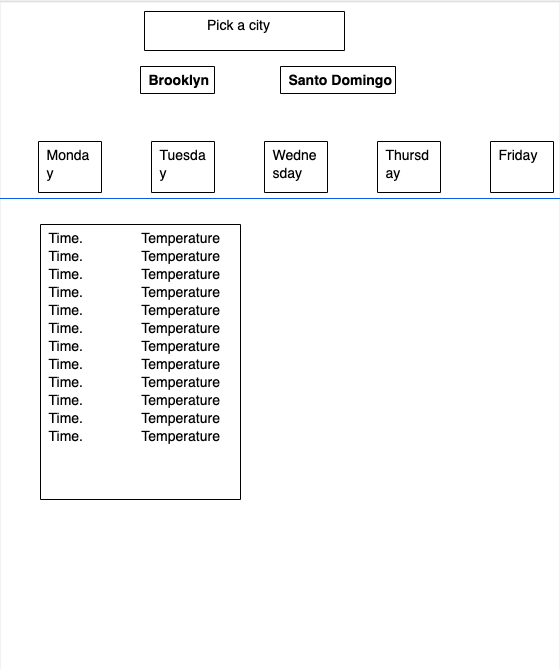 Pick a city
Brooklyn Santo Domingo
Monda Tuesda Wedne Thursd Friday
y y sday ay
Time. Temperature
Time. Temperature
Time. Temperature
Time. Temperature
Time. Temperature
Time. Temperature
Time. Temperature
Time. Temperature
Time. Temperature
Time. Temperature
Time. Temperature
Time. Temperature